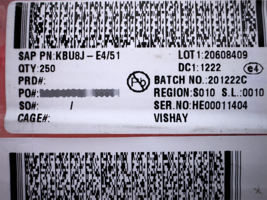 SAP PN:KBU8J - E4/51 LOT1:20608409
QTY:250 DC1:1222 e4
PRD#: BATCH NO.:201222C
PO#: REGION:S010 S.L.:0010
SO#: / SER.NO:HE00011404
CAGE#: VISHAY